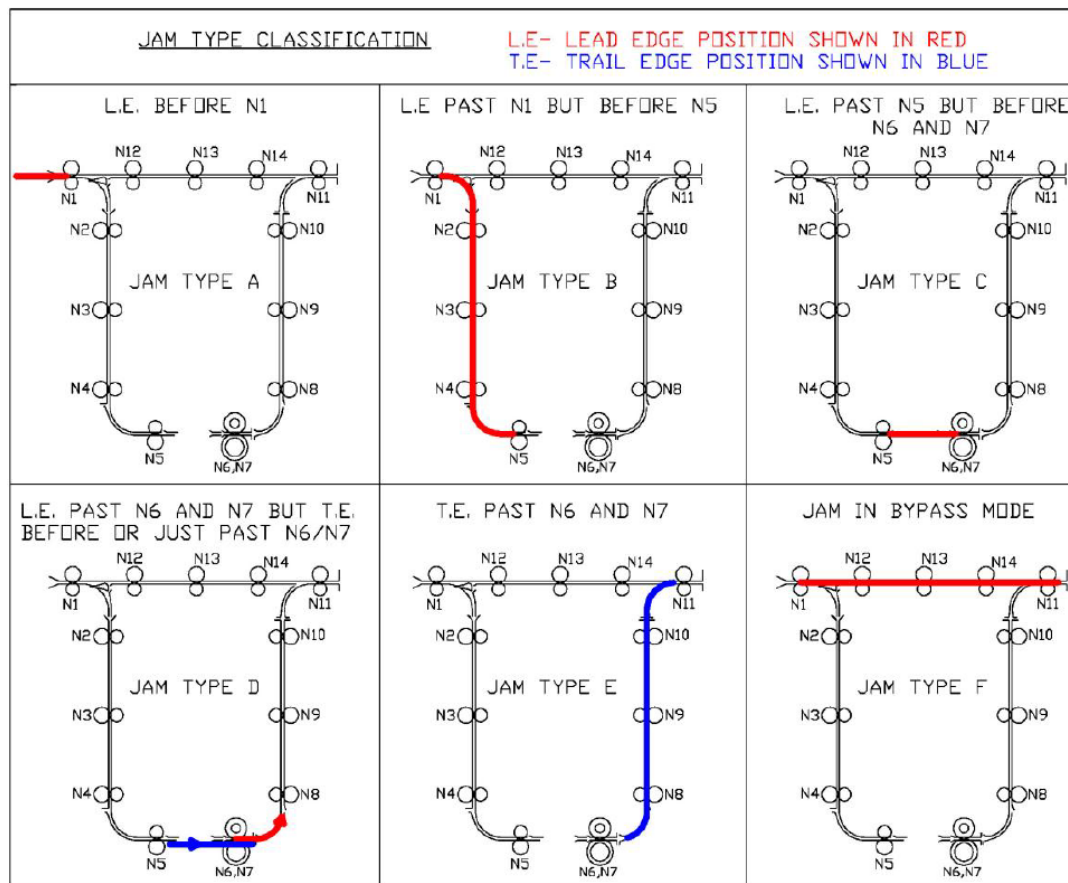 JAM TYPE CLASSIFICATION
L.E- LEAD EDGE POSITION SHOWN IN RED
T.E- TRAIL EDGE POSITION SHOWN IN BLUE
L.E. BEFORE N1
N12 N13 N14
N1 N11
N2 N10
JAM TYPE A
N3 N9
N4 N8
N5 N6,N7
L.E PAST N1 BUT BEFORE N5
N12 N13 N14
N1 N11
N2 N10
JAM TYPE B
N3 N9
N4 N8
N5 N6,N7
L.E. PAST N5 BUT BEFORE
N6 AND N7
N12 N13 N14
N1 N11
N2 N10
JAM TYPE C
N3 N9
N4 N8
N5 N6,N7
L.E. PAST N6 AND N7 BUT T.E.
BEFORE OR JUST PAST N6/N7
N12 N13 N14
N1 N11
N2 N10
JAM TYPE D
N3 N9
N4 N8
N5 N6,N7
T.E. PAST N6 AND N7
N12 N13 N14
N1 N11
N2 N10
JAM TYPE E
N3 N9
N4 N8
N5 N6,N7
JAM IN BYPASS MODE
N12 N13 N14
N1 N11
N2 N10
JAM TYPE F
N3 N9
N4 N8
N5 N6,N7